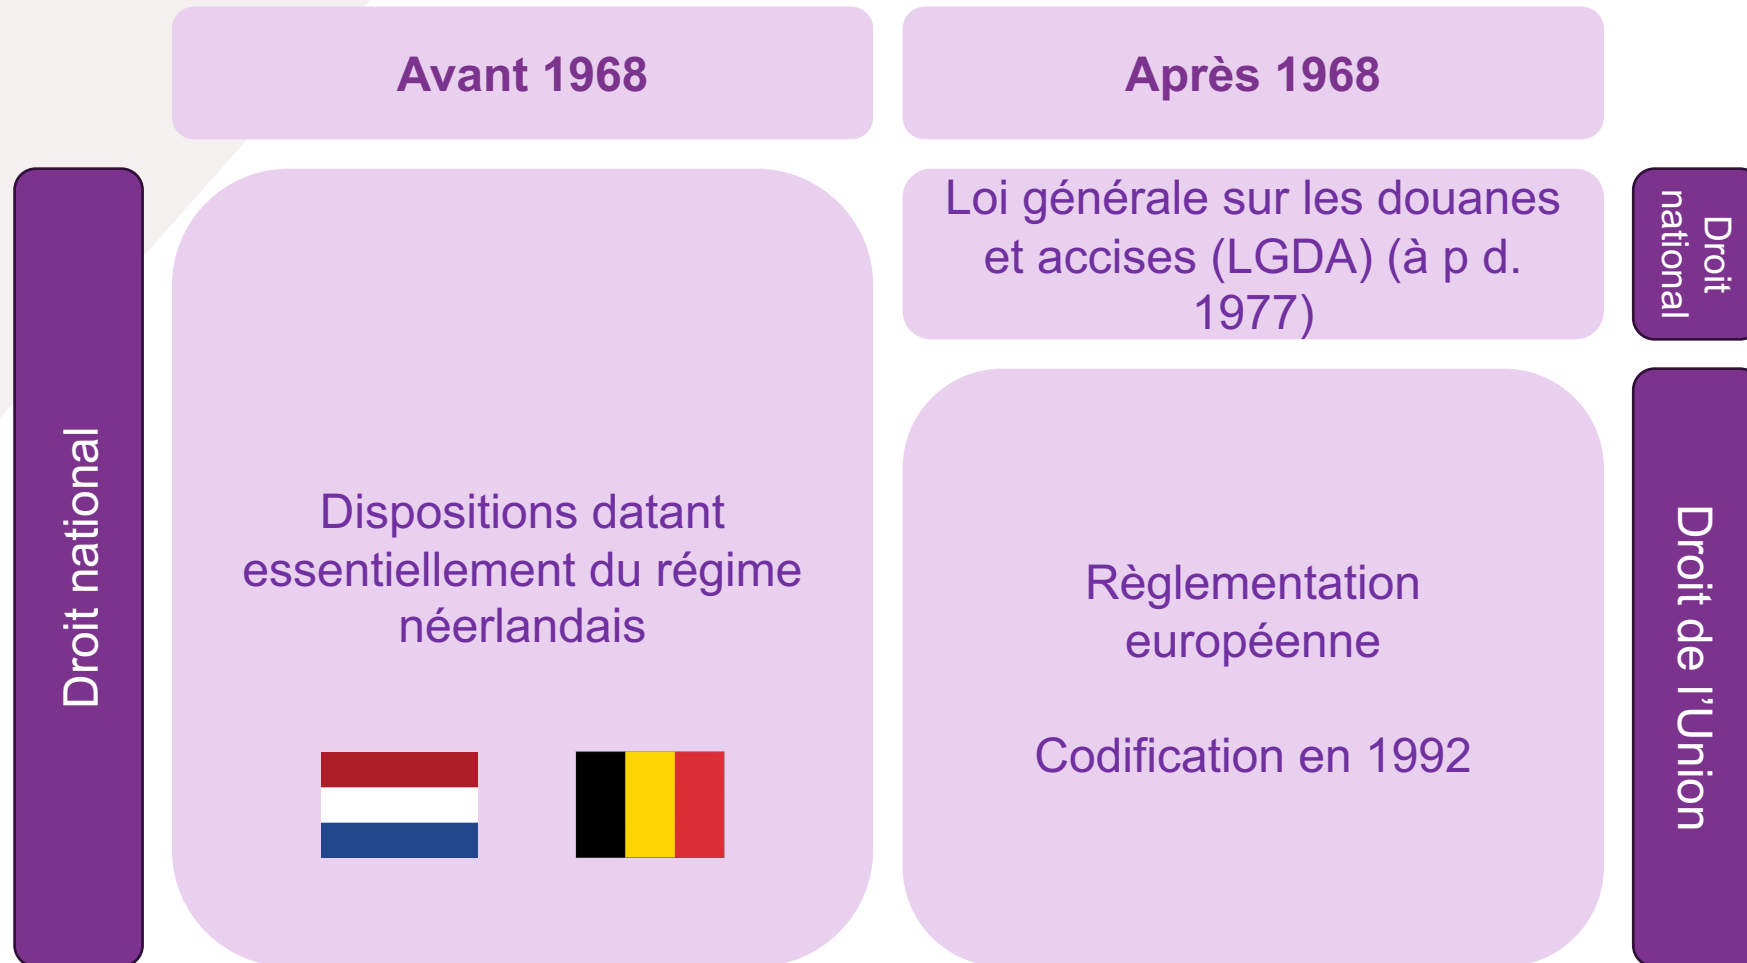 Avant 1968
Après 1968
Droit national
Dispositions datant
essentiellement du régime
néerlandais
Loi générale sur les douanes
et accises (LGDA) (à p d.
1977)
Droit
national
Règlementation
européenne
Codification en 1992
Droit de l’Union